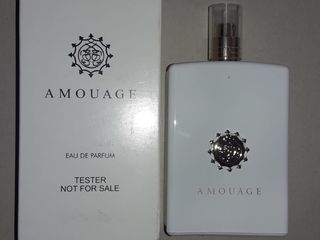 AMOUAGE
EAU DE PARFUM
TESTER
NOT FOR SALE
AMOUAGE